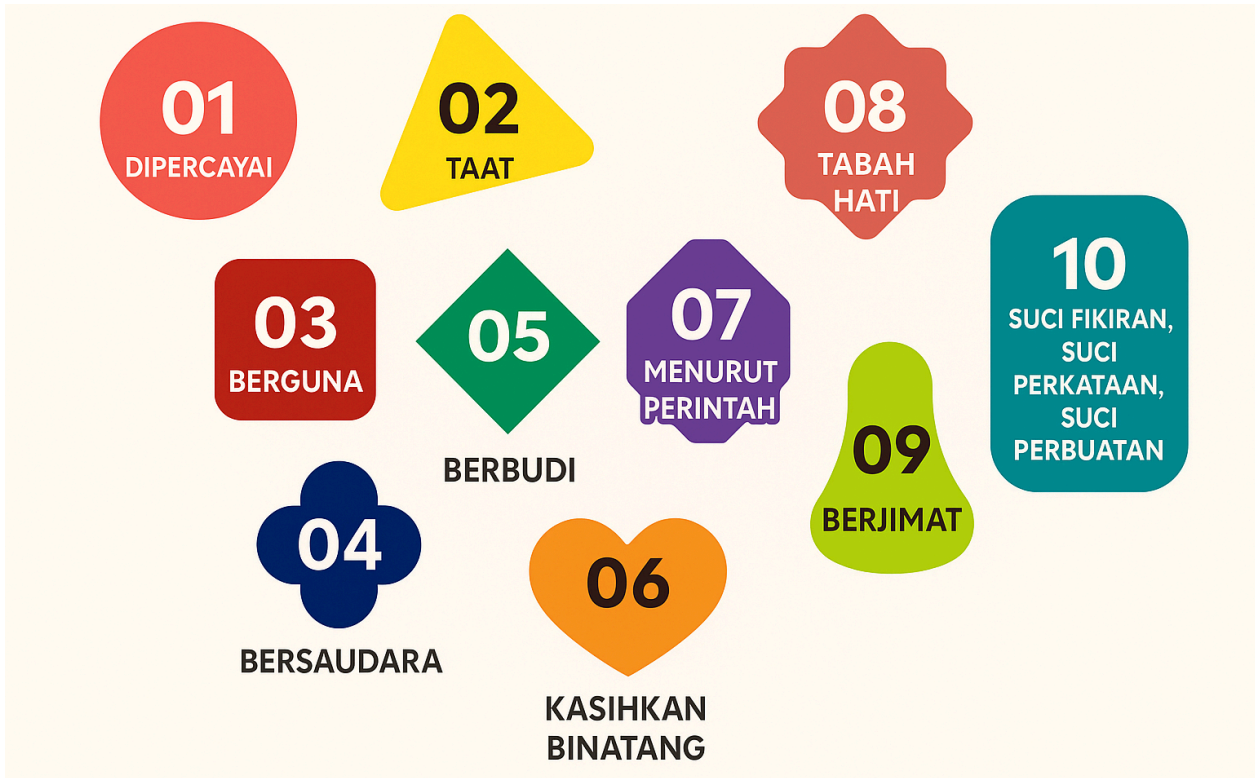 01
DIPERCAYAI
02
TAAT
03
BERGUNA
04
BERSAUDARA
05
BERBUDI
06
KASIHKAN
BINATANG
07
MENURUT
PERINTAH
08
TABAH
HATI
09
BERJIMAT
10
SUCI FIKIRAN,
SUCI
PERKATAAN,
SUCI
PERBUATAN